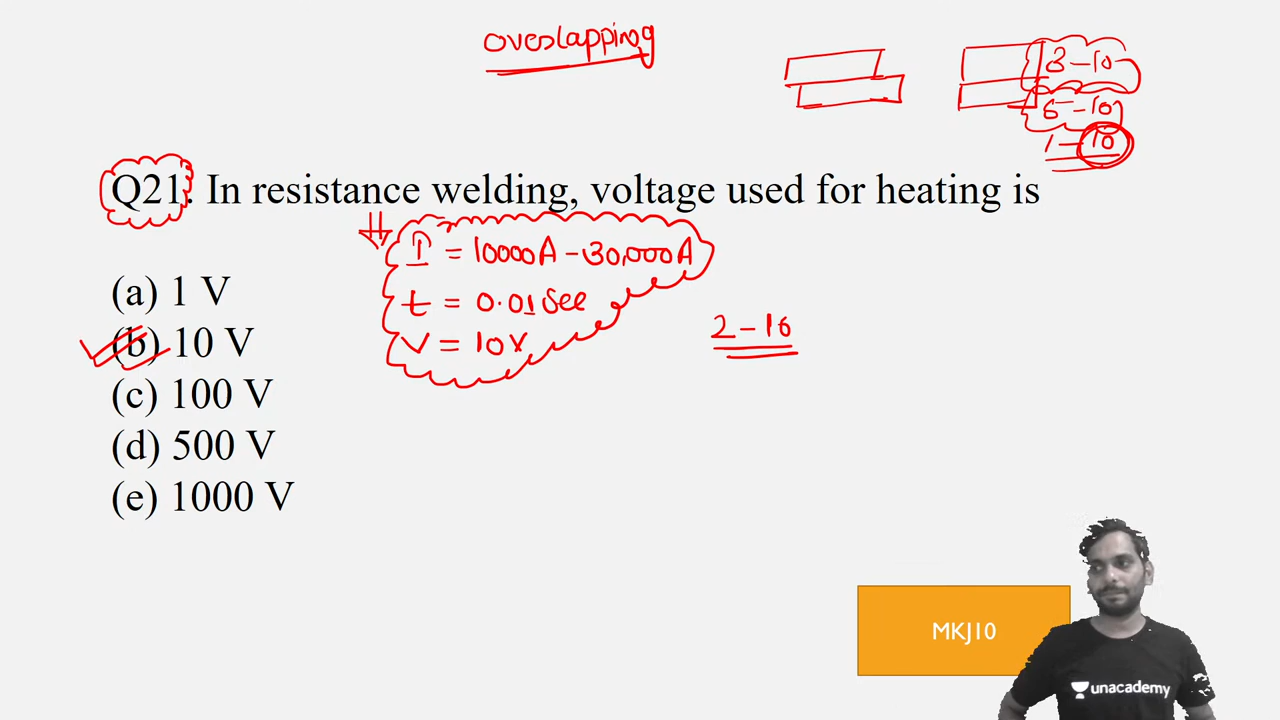 overlapping
3-10
6-10
1-10
Q21. In resistance welding, voltage used for heating is
I = 10000A-30,000A
(a) 1 V
t = 0.01 See
2-16
(b) 10 V
V = 10V
(c) 100 V
(d) 500 V
(e) 1000 V
MKJ10
unacademy